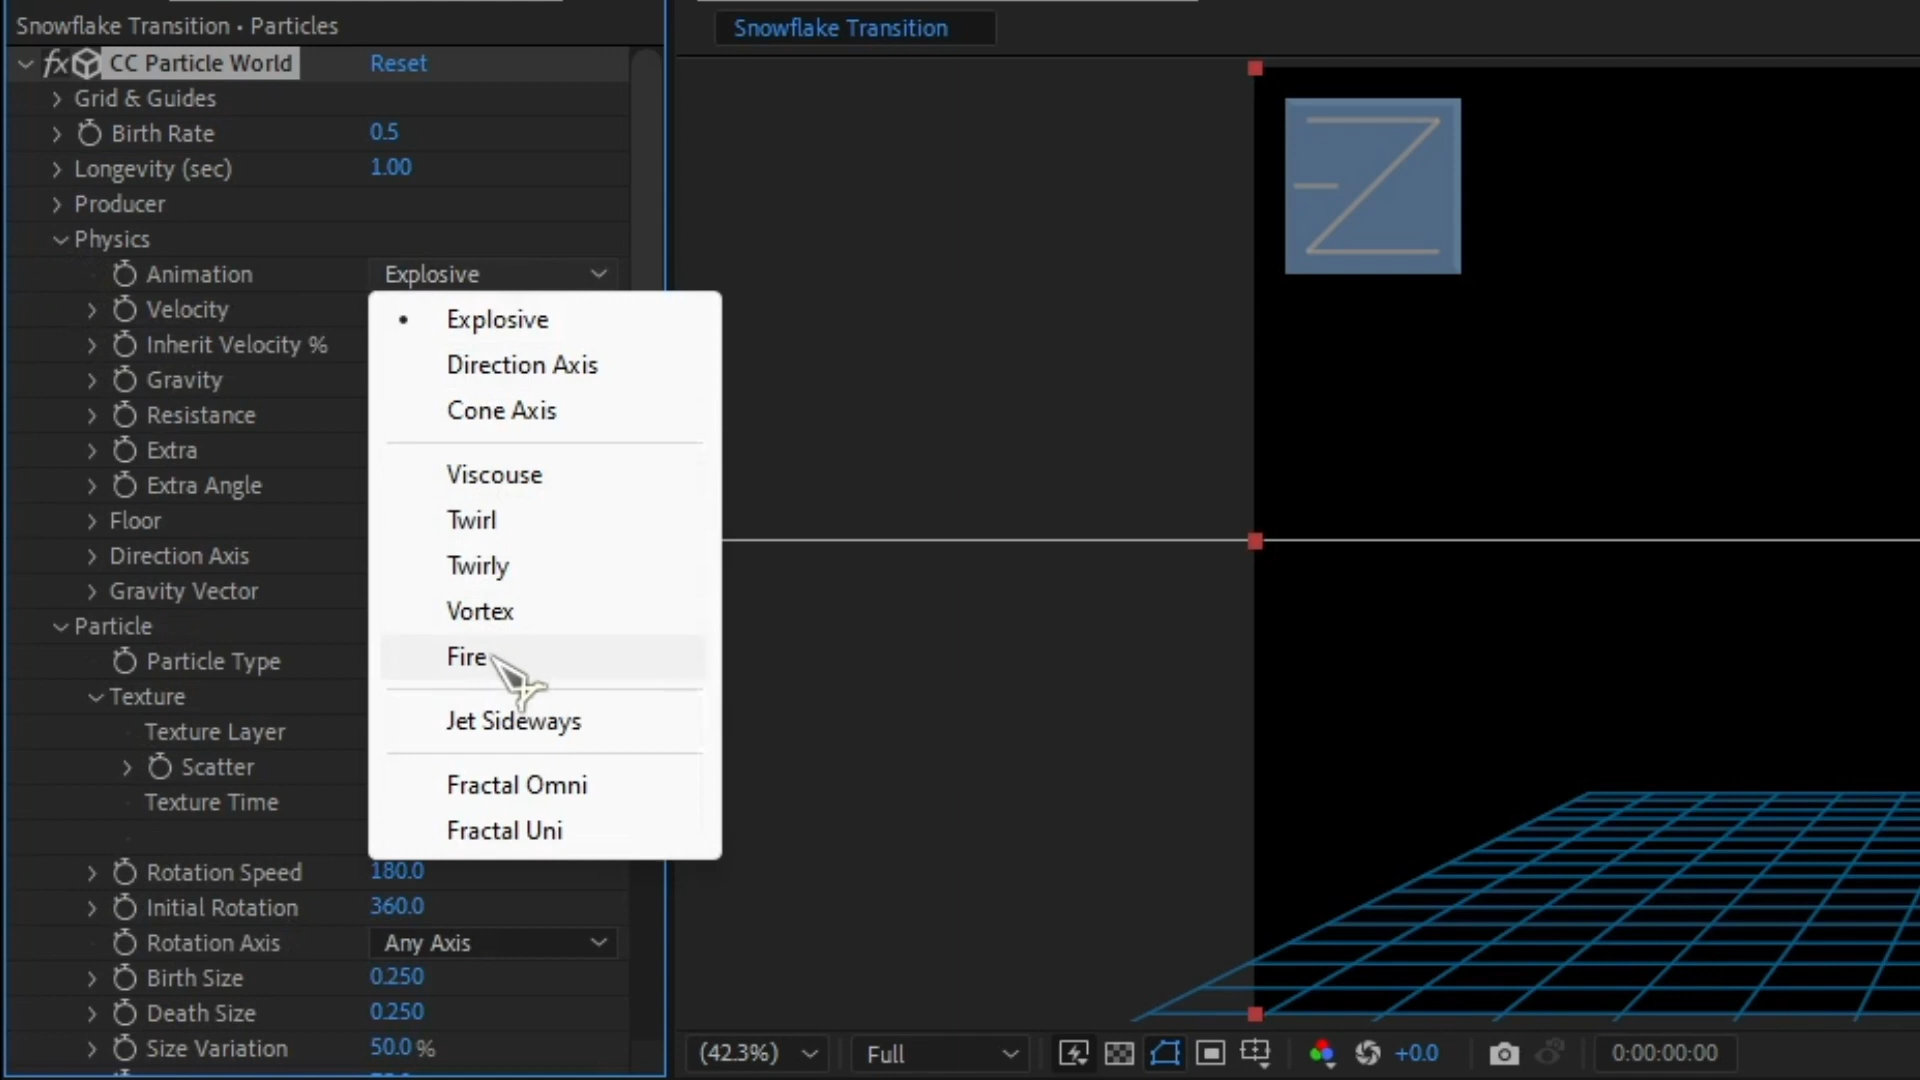 Snowflake Transition • Particles
fx CC Particle World Reset
Grid & Guides
Birth Rate 0.5
Longevity (sec) 1.00
Producer
Physics
Animation Explosive
Velocity
Inherit Velocity %
Gravity
Resistance
Extra
Extra Angle
Floor
Direction Axis
Gravity Vector
Particle
Particle Type
Texture
Texture Layer
Scatter
Texture Time
Rotation Speed 180.0
Initial Rotation 360.0
Rotation Axis Any Axis
Birth Size 0.250
Death Size 0.250
Size Variation 50.0 %
• Explosive
Direction Axis
Cone Axis
Viscouse
Twirl
Twirly
Vortex
Fire
Jet Sideways
Fractal Omni
Fractal Uni
Snowflake Transition
-Z
(42.3%) Full +0.0 0:00:00:00